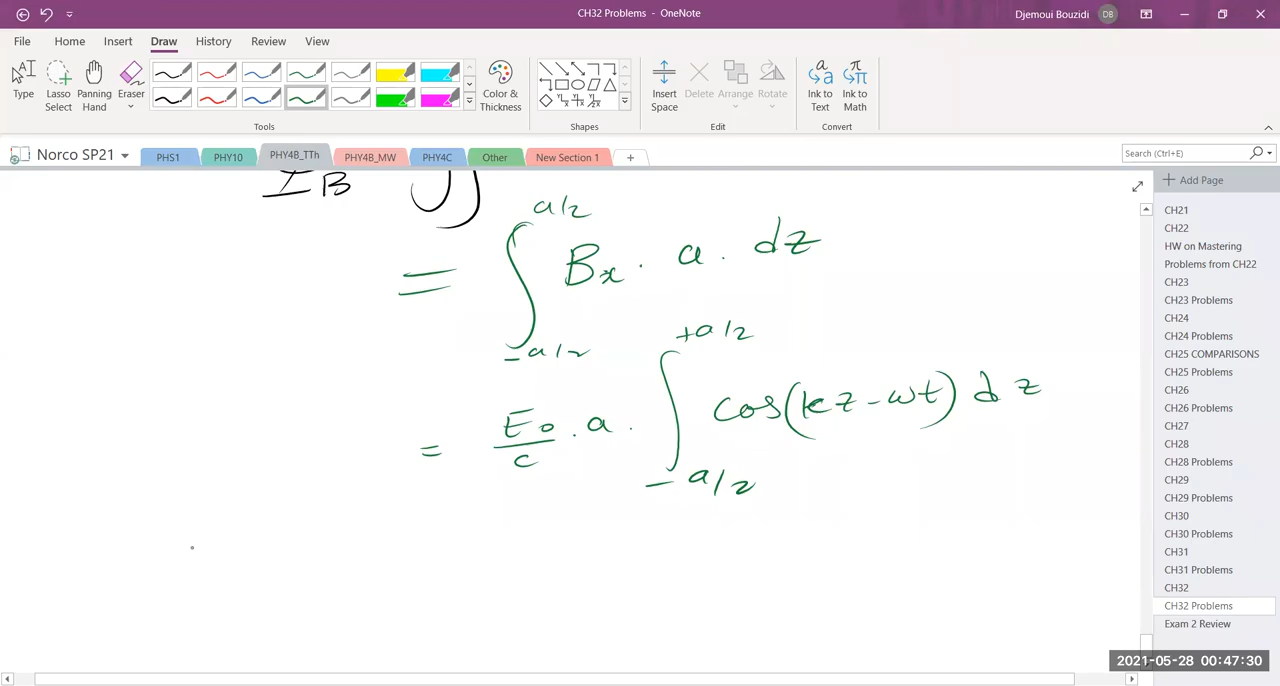 CH32 Problems - OneNote
Djemoui Bouzidi DB
File Home Insert Draw History Review View
Type Lasso Select Panning Hand Eraser Color & Thickness Insert Space Delete Arrange Rotate Ink to Text Ink to Math
Tools Shapes Edit Convert
Norco SP21 PHS1 PHY10 PHY4B_TTh PHY4B_MW PHY4C Other New Section 1 + Search (Ctrl+E)
+ Add Page
CH21
CH22
HW on Mastering
Problems from CH22
CH23
CH23 Problems
CH24
CH24 Problems
CH25 COMPARISONS
CH25 Problems
CH26
CH26 Problems
CH27
CH28
CH28 Problems
CH29
CH29 Problems
CH30
CH30 Problems
CH31
CH31 Problems
CH32
CH32 Problems
Exam 2 Review
= ∫_{-a/2}^{a/2} Bx · a · dz
= E0/c · a · ∫_{-a/2}^{+a/2} cos(kz - ωt) dz
2021-05-28 00:47:30